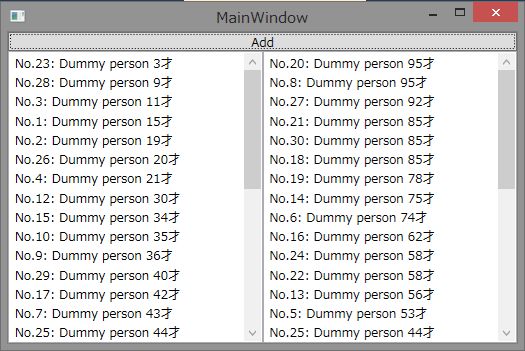 MainWindow
Add
No.23: Dummy person 3才
No.28: Dummy person 9才
No.3: Dummy person 11才
No.1: Dummy person 15才
No.2: Dummy person 19才
No.26: Dummy person 20才
No.4: Dummy person 21才
No.12: Dummy person 30才
No.15: Dummy person 34才
No.10: Dummy person 35才
No.9: Dummy person 36才
No.29: Dummy person 40才
No.17: Dummy person 42才
No.7: Dummy person 43才
No.25: Dummy person 44才
No.20: Dummy person 95才
No.8: Dummy person 95才
No.27: Dummy person 92才
No.21: Dummy person 85才
No.30: Dummy person 85才
No.18: Dummy person 85才
No.19: Dummy person 78才
No.14: Dummy person 75才
No.6: Dummy person 74才
No.16: Dummy person 62才
No.24: Dummy person 58才
No.22: Dummy person 58才
No.13: Dummy person 56才
No.5: Dummy person 53才
No.25: Dummy person 44才